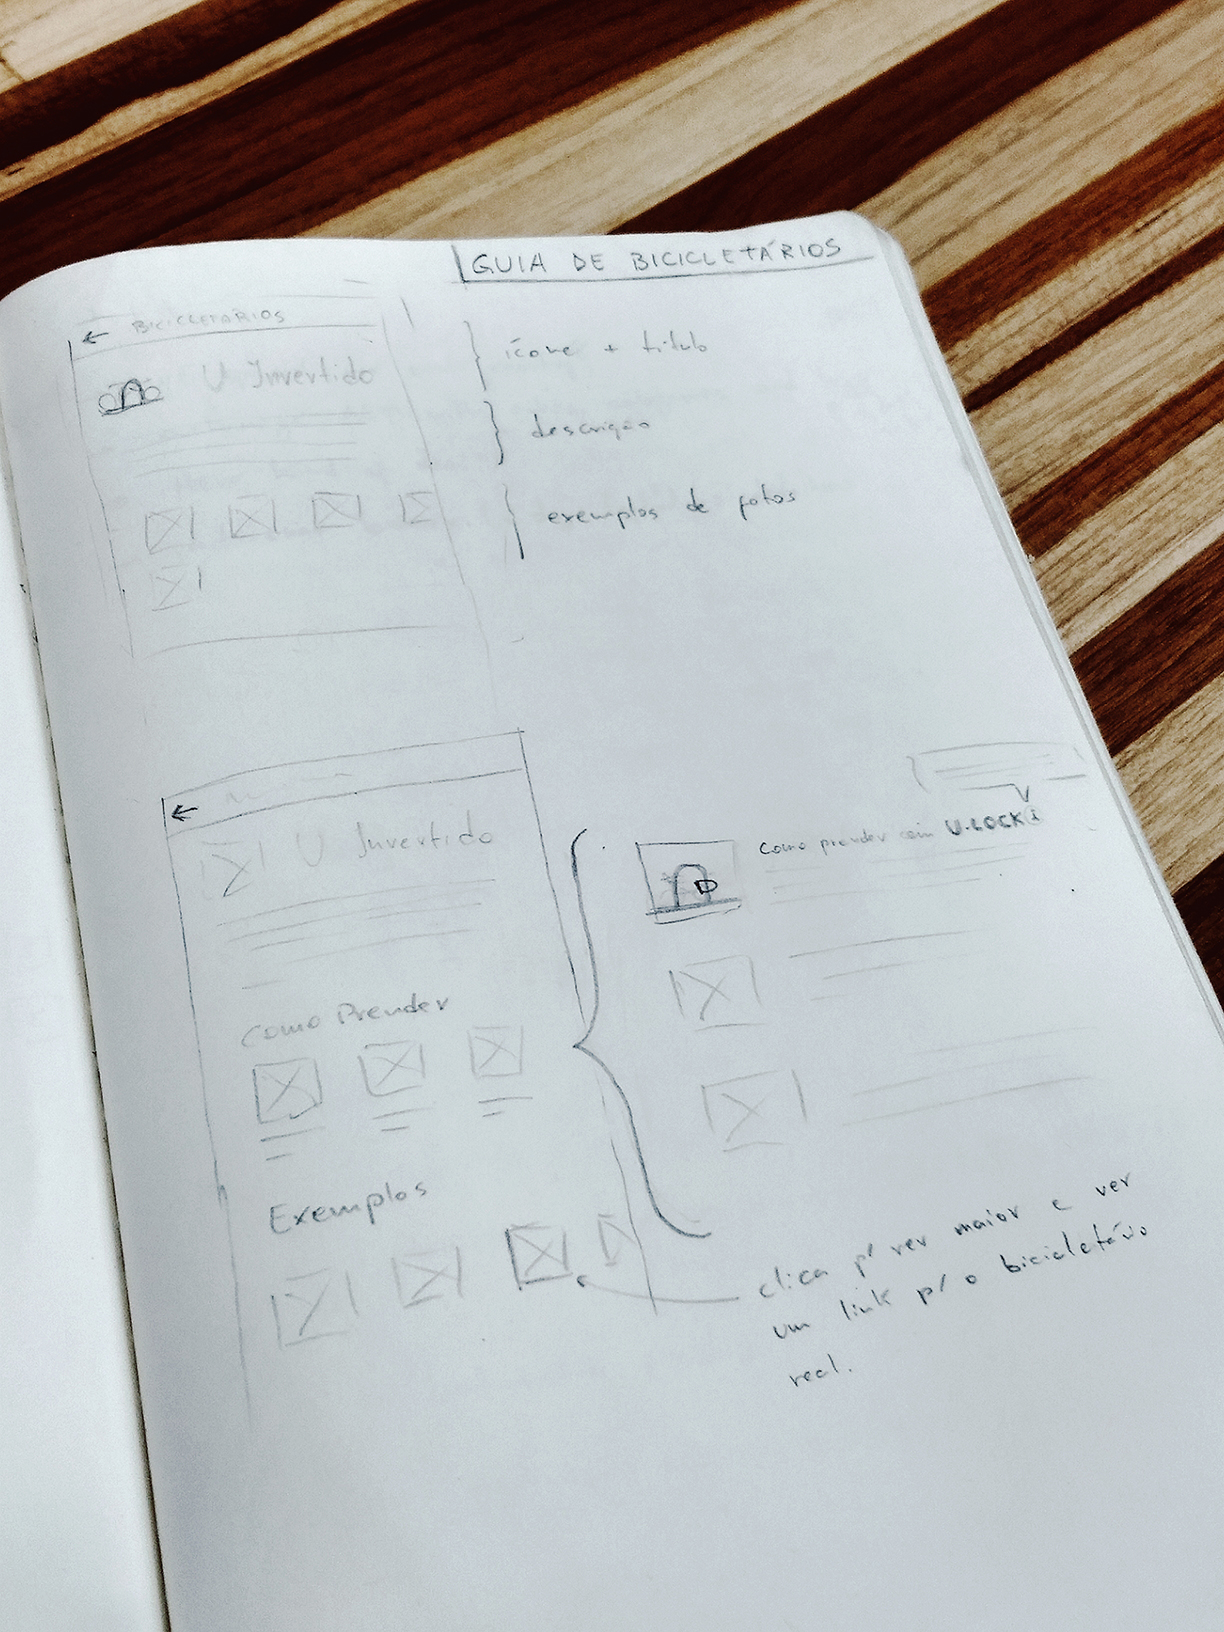 GUIA DE BICICLETÁRIOS
← BICICLETÁRIOS
U Invertido
ícone + título
descrição
exemplos de fotos
←
U Invertido
Como Prender
Exemplos
Como prender com U-LOCK i
clica p/ ver maior e ver
um link p/ o bicicletário
real.